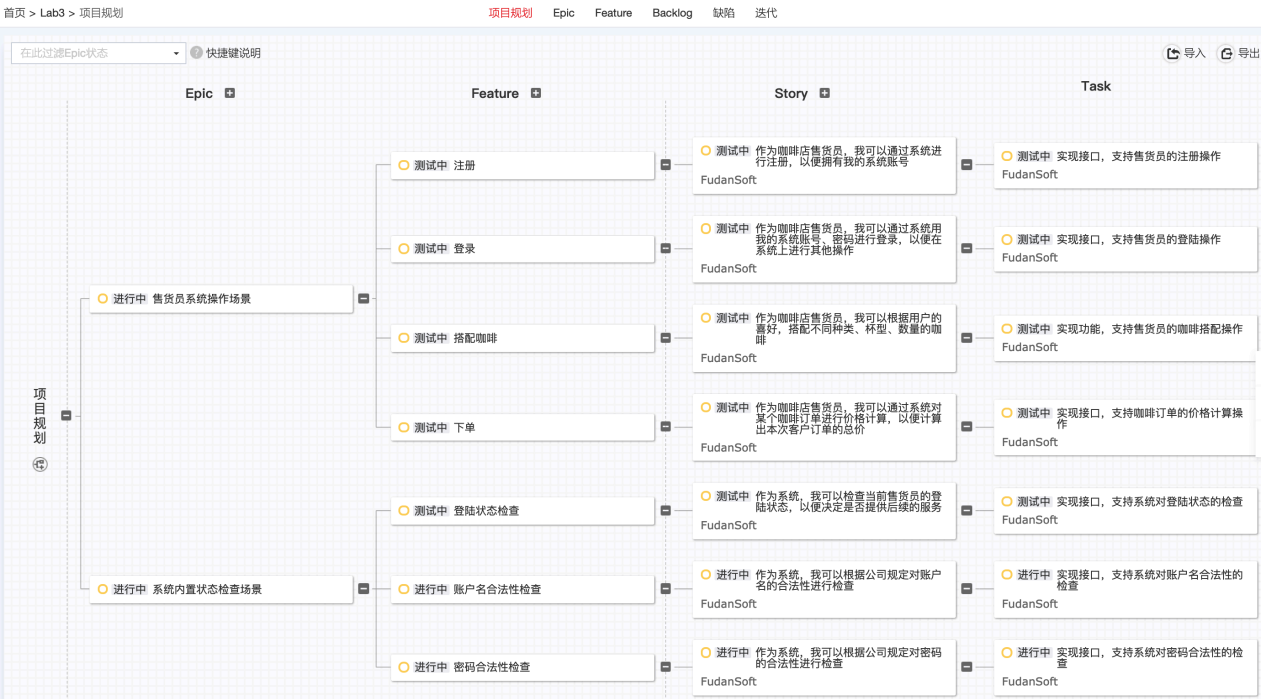 首页 > Lab3 > 项目规划
项目规划 Epic Feature Backlog 缺陷 迭代
在此过滤Epic状态
? 快捷键说明
导入 导出
Epic Feature Story Task
项目规划
进行中 售货员系统操作场景
测试中 注册
测试中 作为咖啡店售货员，我可以通过系统进
行注册，以便拥有我的系统账号
FudanSoft
测试中 实现接口，支持售货员的注册操作
FudanSoft
测试中 登录
测试中 作为咖啡店售货员，我可以通过系统用
我的系统账号、密码进行登录，以便在
系统上进行其他操作
FudanSoft
测试中 实现接口，支持售货员的登陆操作
FudanSoft
测试中 搭配咖啡
测试中 作为咖啡店售货员，我可以根据用户的
喜好，搭配不同种类、杯型、数量的咖
啡
FudanSoft
测试中 实现功能，支持售货员的咖啡搭配操作
FudanSoft
测试中 下单
测试中 作为咖啡店售货员，我可以通过系统对
某个咖啡订单进行价格计算，以便计算
出本次客户订单的总价
FudanSoft
测试中 实现接口，支持咖啡订单的价格计算操
作
FudanSoft
进行中 系统内置状态检查场景
测试中 登陆状态检查
测试中 作为系统，我可以检查当前售货员的登
陆状态，以便决定是否提供后续的服务
FudanSoft
测试中 实现接口，支持系统对登陆状态的检查
FudanSoft
进行中 账户名合法性检查
进行中 作为系统，我可以根据公司规定对账户
名的合法性进行检查
FudanSoft
进行中 实现接口，支持系统对账户名合法性的
检查
FudanSoft
进行中 密码合法性检查
进行中 作为系统，我可以根据公司规定对密码
的合法性进行检查
FudanSoft
进行中 实现接口，支持系统对密码合法性的检
查
FudanSoft